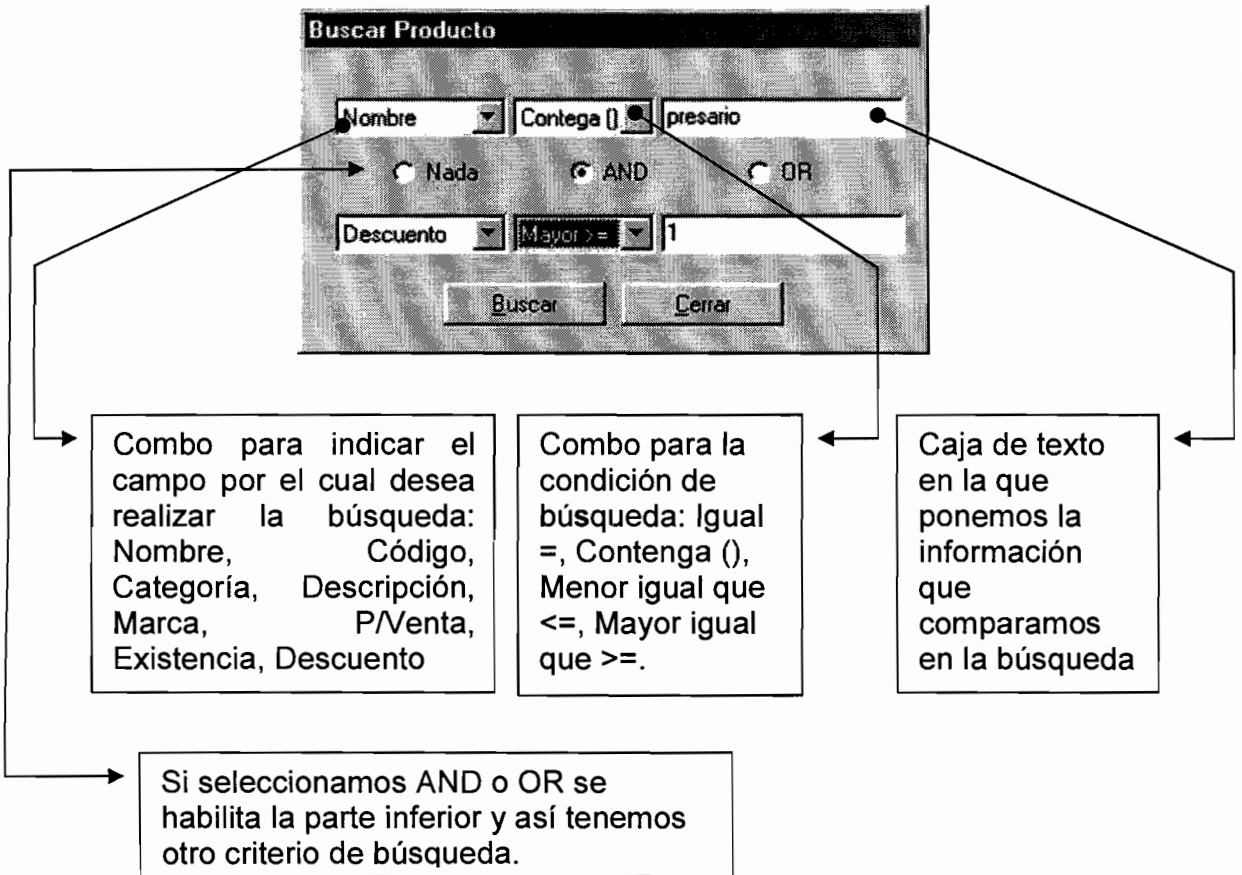 Buscar Producto
Nombre Contega () presario
Nada AND OR
Descuento Mayor >= 1
Buscar Cerrar
Combo para indicar el
campo por el cual desea
realizar la búsqueda:
Nombre, Código,
Categoría, Descripción,
Marca, P/Venta,
Existencia, Descuento
Combo para la
condición de
búsqueda: Igual
=, Contenga (),
Menor igual que
<=, Mayor igual
que >=.
Caja de texto
en la que
ponemos la
información
que
comparamos
en la búsqueda
Si seleccionamos AND o OR se
habilita la parte inferior y así tenemos
otro criterio de búsqueda.